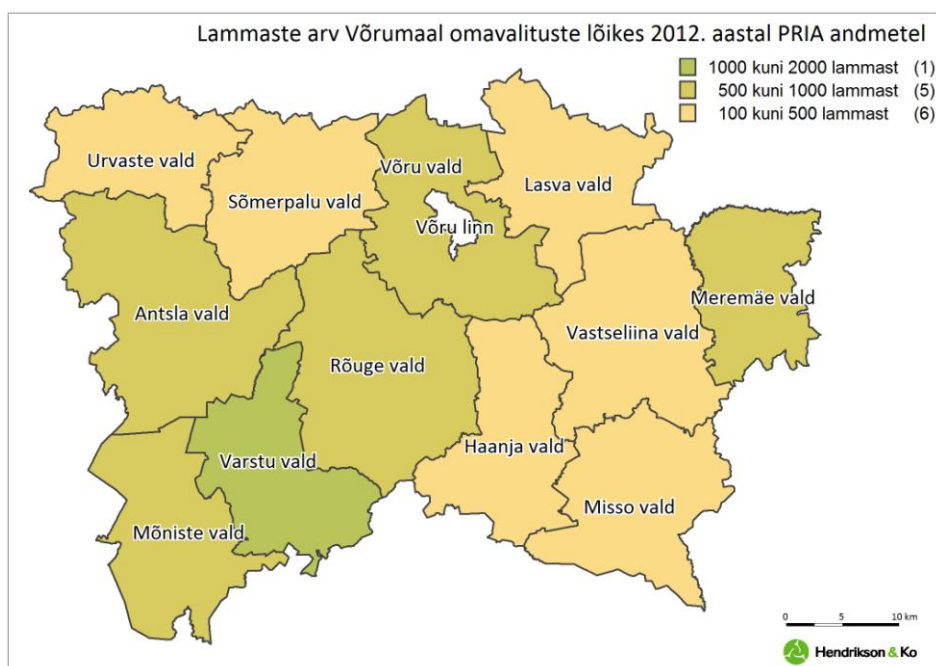 Lammaste arv Võrumaal omavalituste lõikes 2012. aastal PRIA andmetel
1000 kuni 2000 lammast (1)
500 kuni 1000 lammast (5)
100 kuni 500 lammast (6)
Urvaste vald
Sõmerpalu vald
Võru vald
Lasva vald
Võru linn
Antsla vald
Meremäe vald
Vastseliina vald
Rõuge vald
Haanja vald
Varstu vald
Misso vald
Mõniste vald
0 5 10 km
Hendrikson & Ko